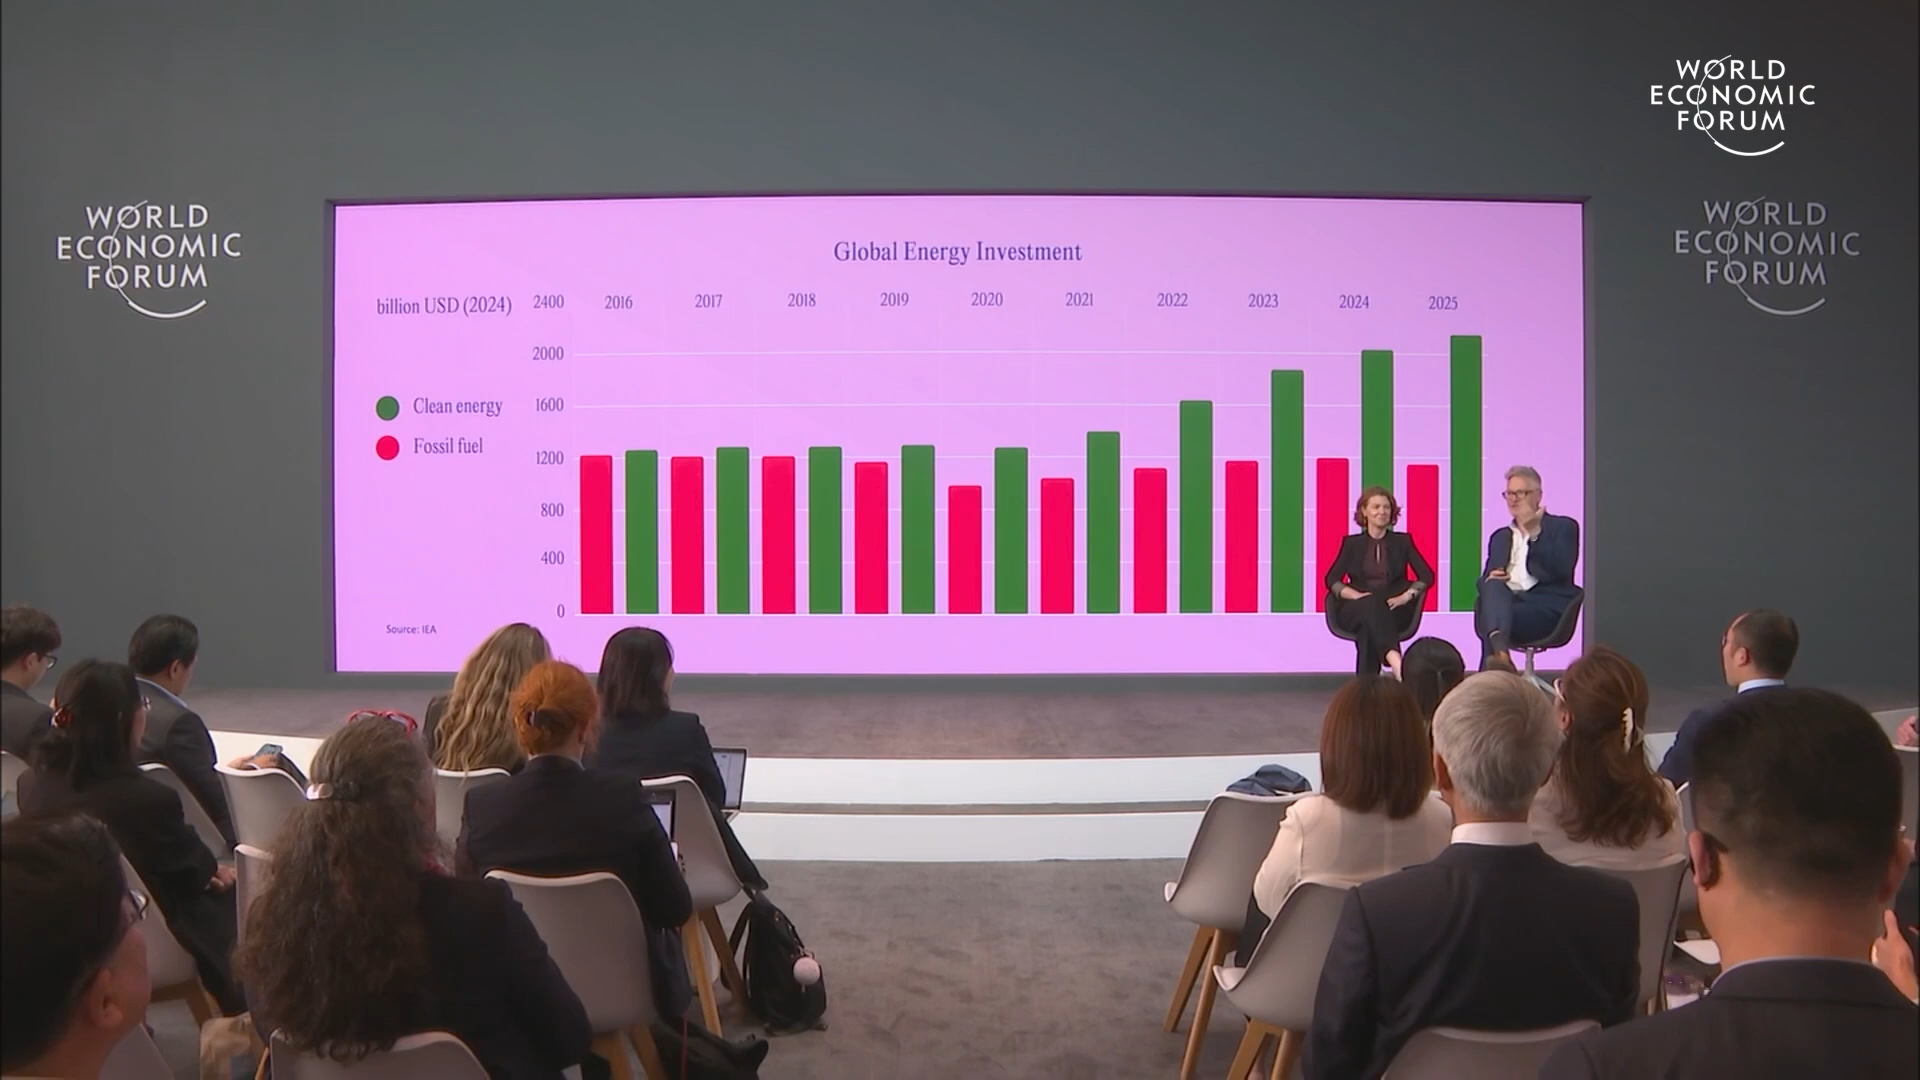 WORLD
ECONOMIC
FORUM
WORLD
ECONOMIC
FORUM
WORLD
ECONOMIC
FORUM
Global Energy Investment
billion USD (2024)
2400 2016 2017 2018 2019 2020 2021 2022 2023 2024 2025
2000
Clean energy
1600
Fossil fuel
1200
800
400
0
Source: IEA